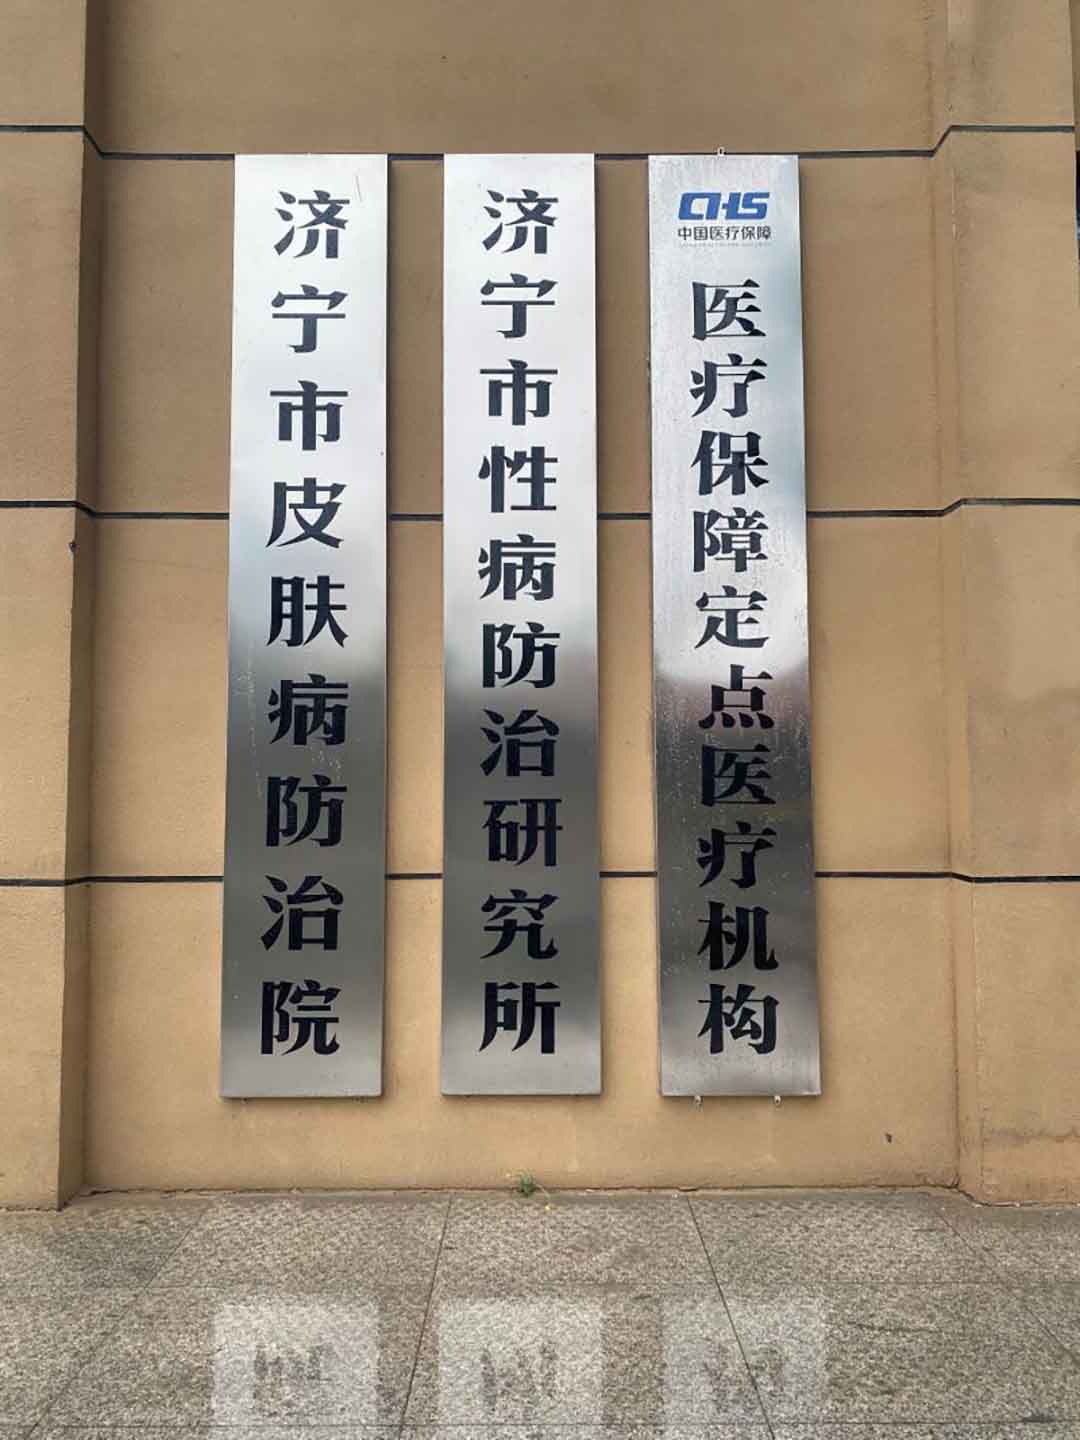 济宁市皮肤病防治院
济宁市性病防治研究所
CHS
中国医疗保障
医疗保障定点医疗机构